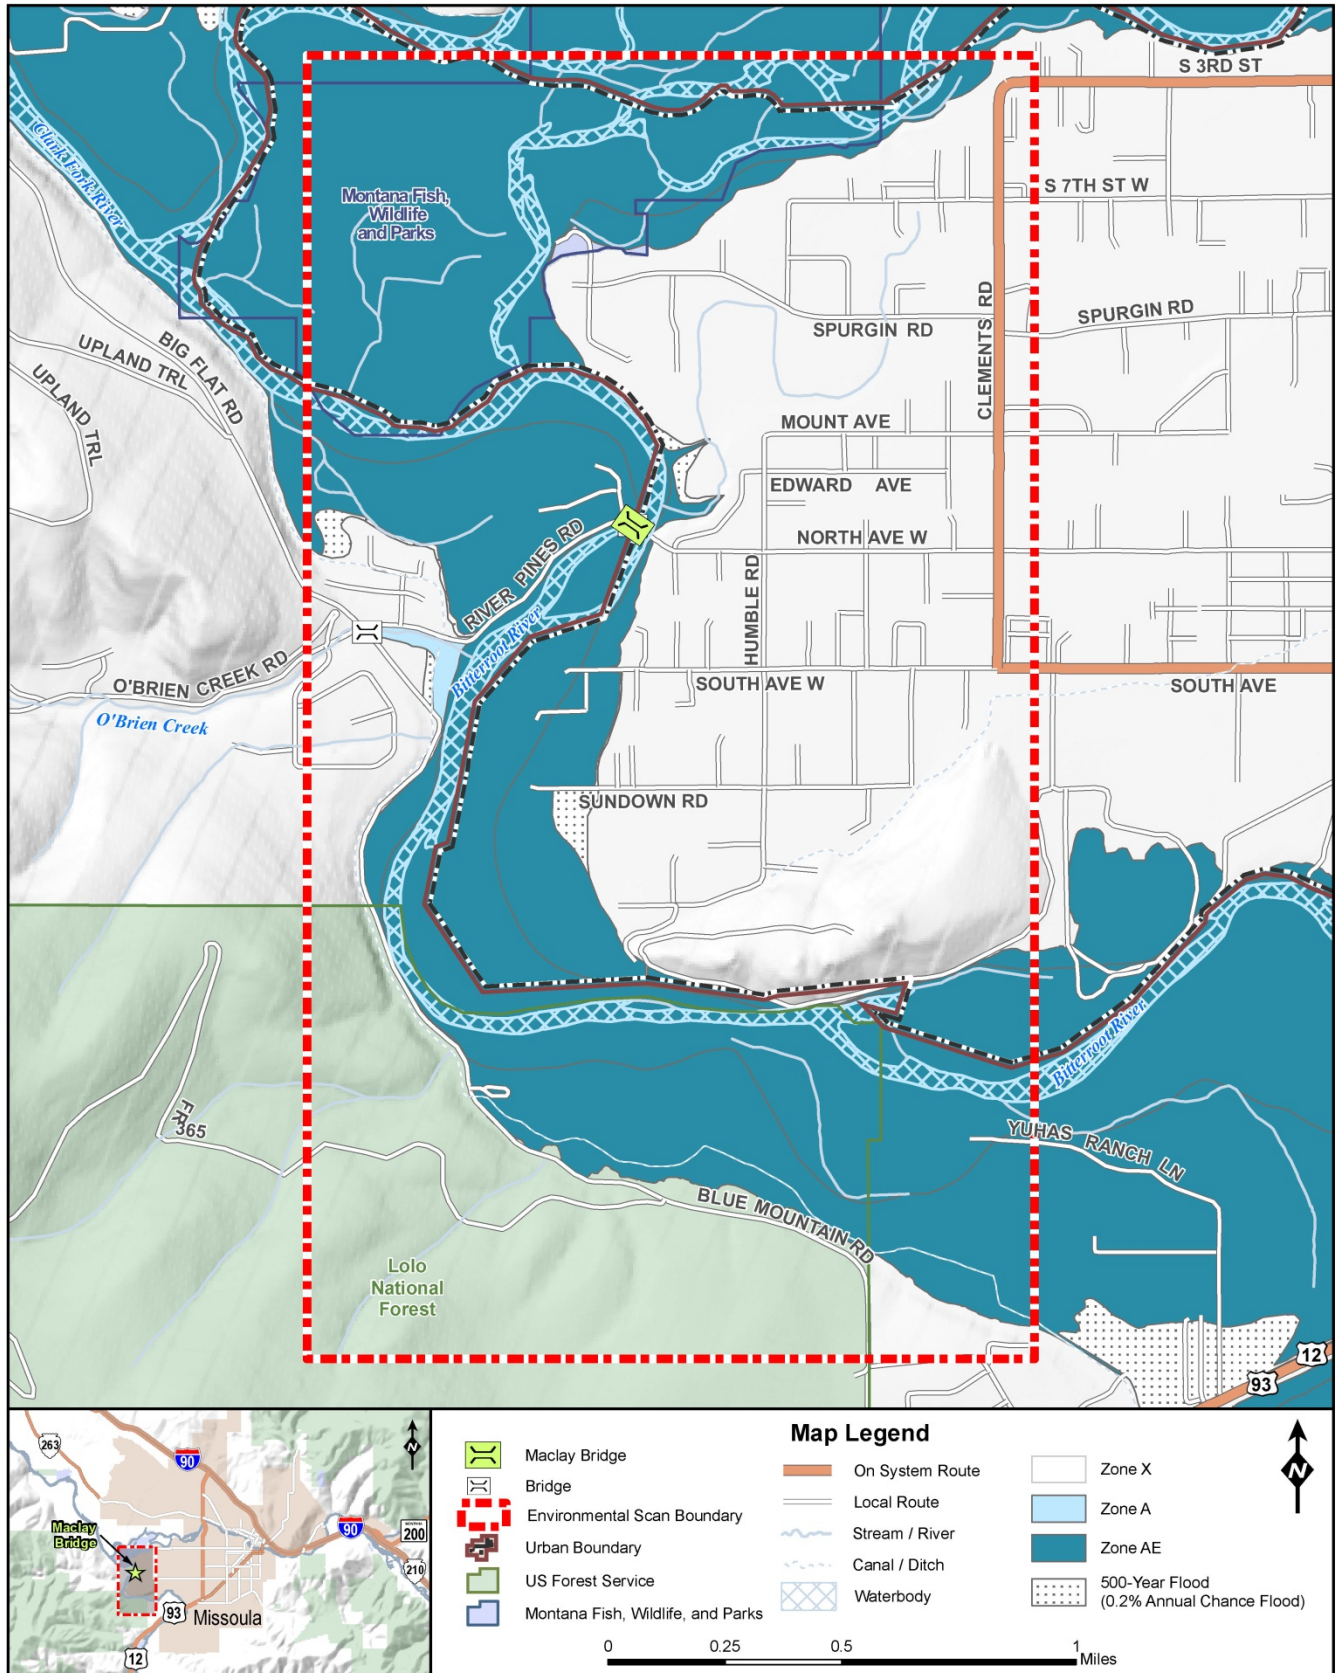 S 3RD ST
Clark Fork River
Montana Fish,
Wildlife
and Parks
S 7TH ST W
CLEMENTS RD
SPURGIN RD
SPURGIN RD
BIG FLAT RD
UPLAND TRL
UPLAND TRL
MOUNT AVE
EDWARD AVE
NORTH AVE W
RIVER PINES RD
HUMBLE RD
Bitterroot River
O'BRIEN CREEK RD
O'Brien Creek
SOUTH AVE W
SOUTH AVE
SUNDOWN RD
Bitterroot River
FR
365
YUHAS RANCH LN
BLUE MOUNTAIN RD
Lolo
National
Forest
12
93
263
90
N
Maclay
Bridge
90
MONTANA
200
210
93
Missoula
12
Map Legend
Maclay Bridge
Bridge
Environmental Scan Boundary
Urban Boundary
US Forest Service
Montana Fish, Wildlife, and Parks
On System Route
Local Route
Stream / River
Canal / Ditch
Waterbody
Zone X
Zone A
Zone AE
500-Year Flood
(0.2% Annual Chance Flood)
N
0 0.25 0.5 1
Miles